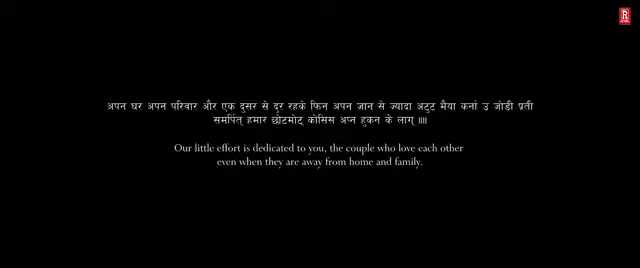 अपन घर अपन परिवार और एक दुसर से दुर रहके फिन अपन जान से ज्यादा अटुट मैया कर्ना उ जोडी प्रती
समर्पित् हमार छोटमोट् कोसिस अप्न हुकन के लाग् ॥॥
Our little effort is dedicated to you, the couple who love each other
even when they are away from home and family.